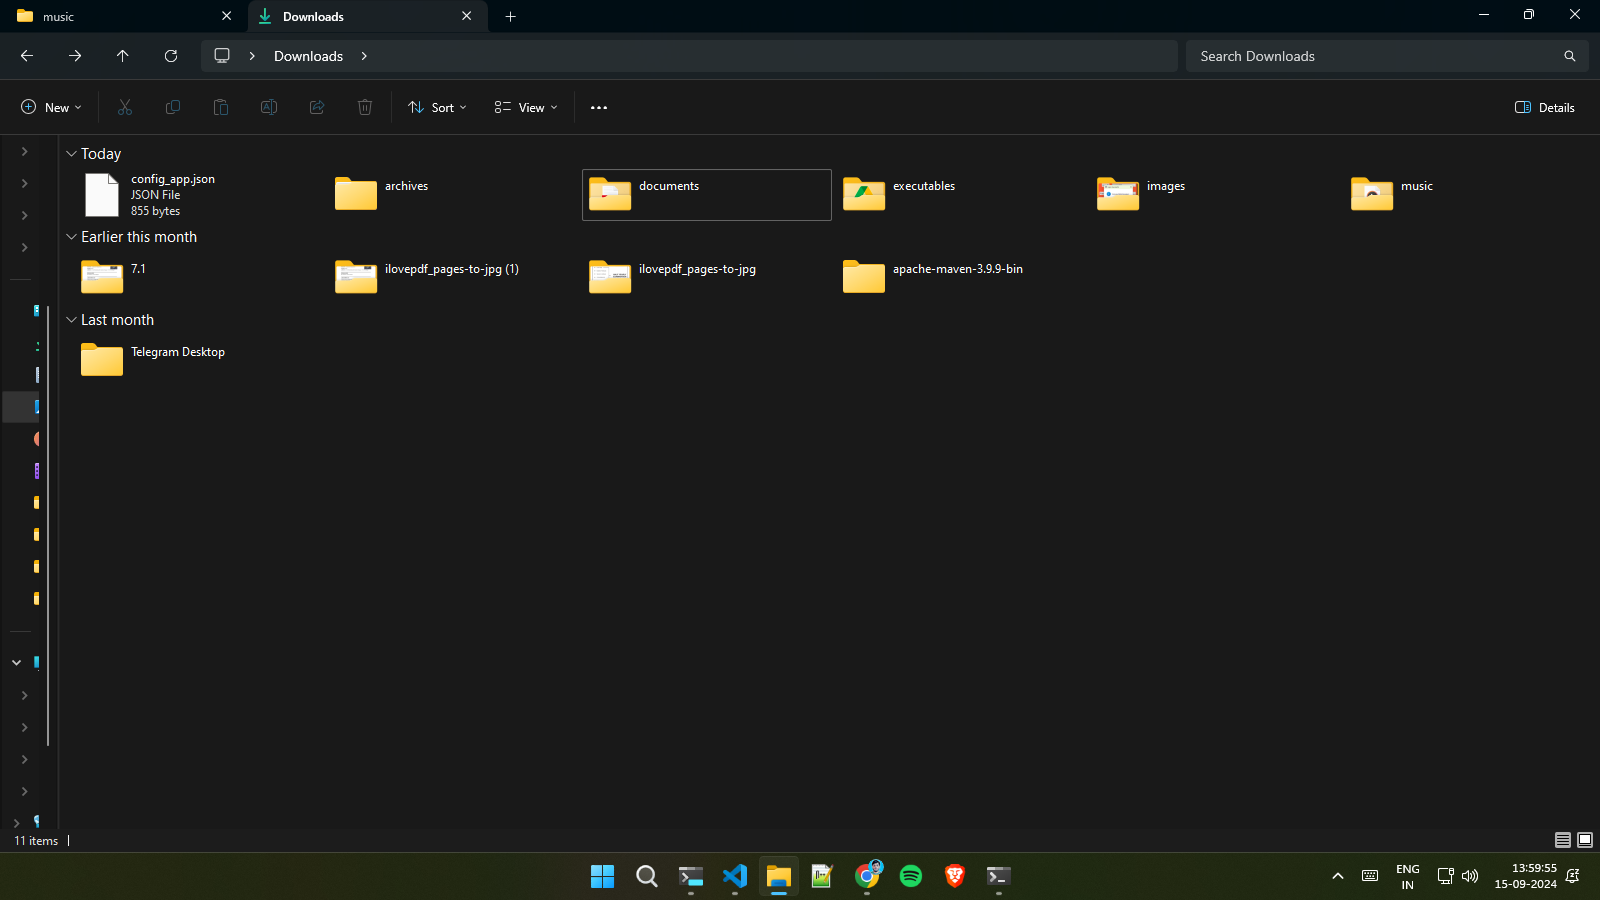 music
Downloads
Downloads
Search Downloads
New
Sort
View
Details
Today
config_app.json
JSON File
855 bytes
archives
documents
executables
images
music
Earlier this month
7.1
ilovepdf_pages-to-jpg (1)
ilovepdf_pages-to-jpg
apache-maven-3.9.9-bin
Last month
Telegram Desktop
11 items
ENG
IN
13:59:55
15-09-2024